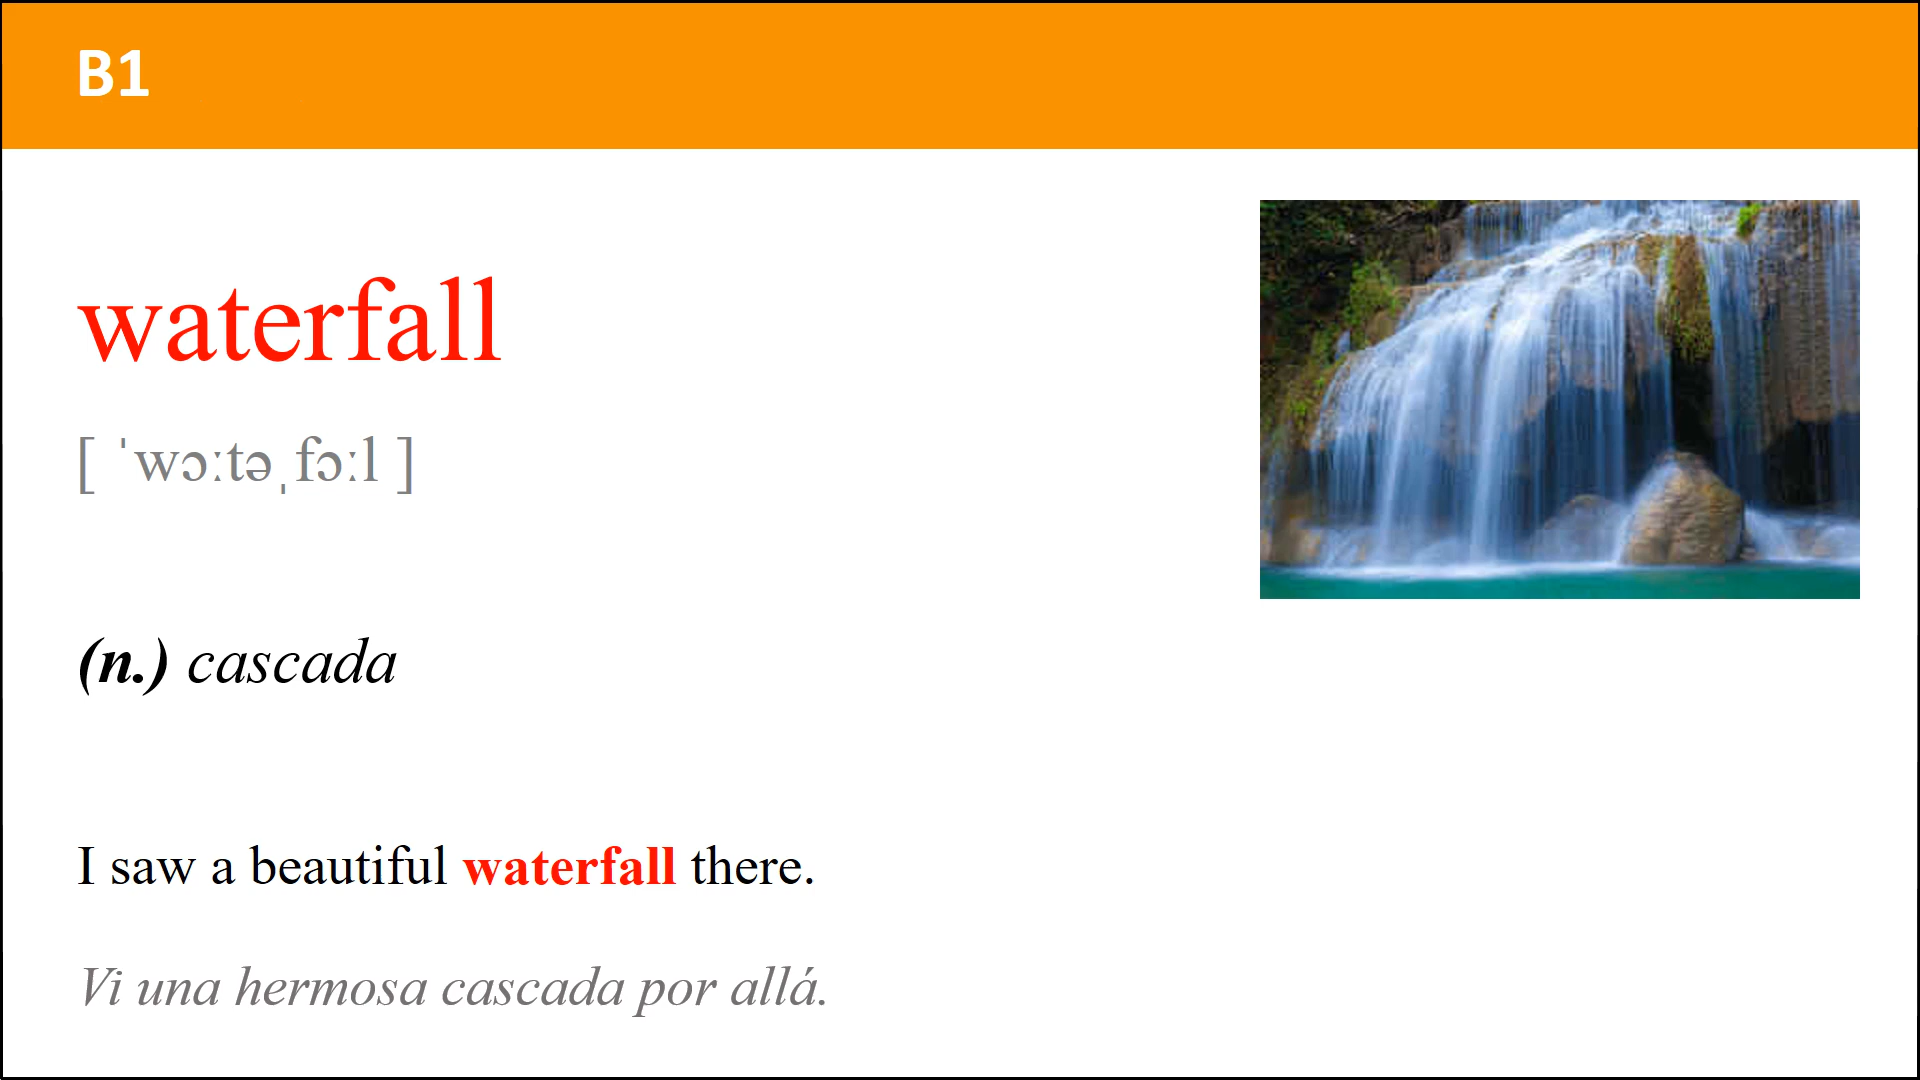 B1
waterfall
[ ˈwɔːtəˌfɔːl ]
(n.) cascada
I saw a beautiful waterfall there.
Vi una hermosa cascada por allá.